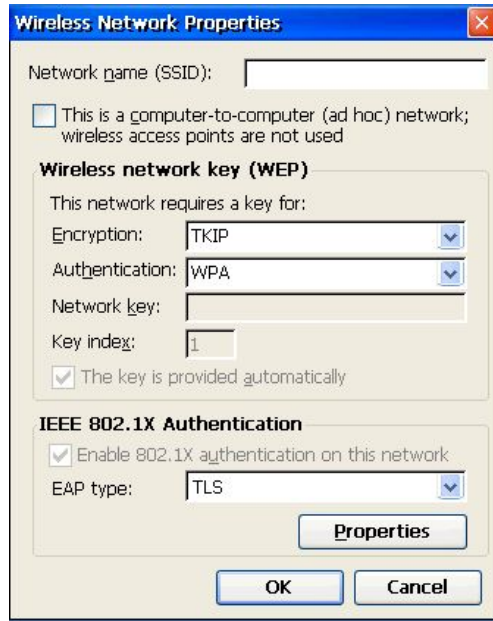 Wireless Network Properties
Network name (SSID):
This is a computer-to-computer (ad hoc) network;
wireless access points are not used
Wireless network key (WEP)
This network requires a key for:
Encryption: TKIP
Authentication: WPA
Network key:
Key index: 1
The key is provided automatically
IEEE 802.1X Authentication
Enable 802.1X authentication on this network
EAP type: TLS
Properties
OK Cancel